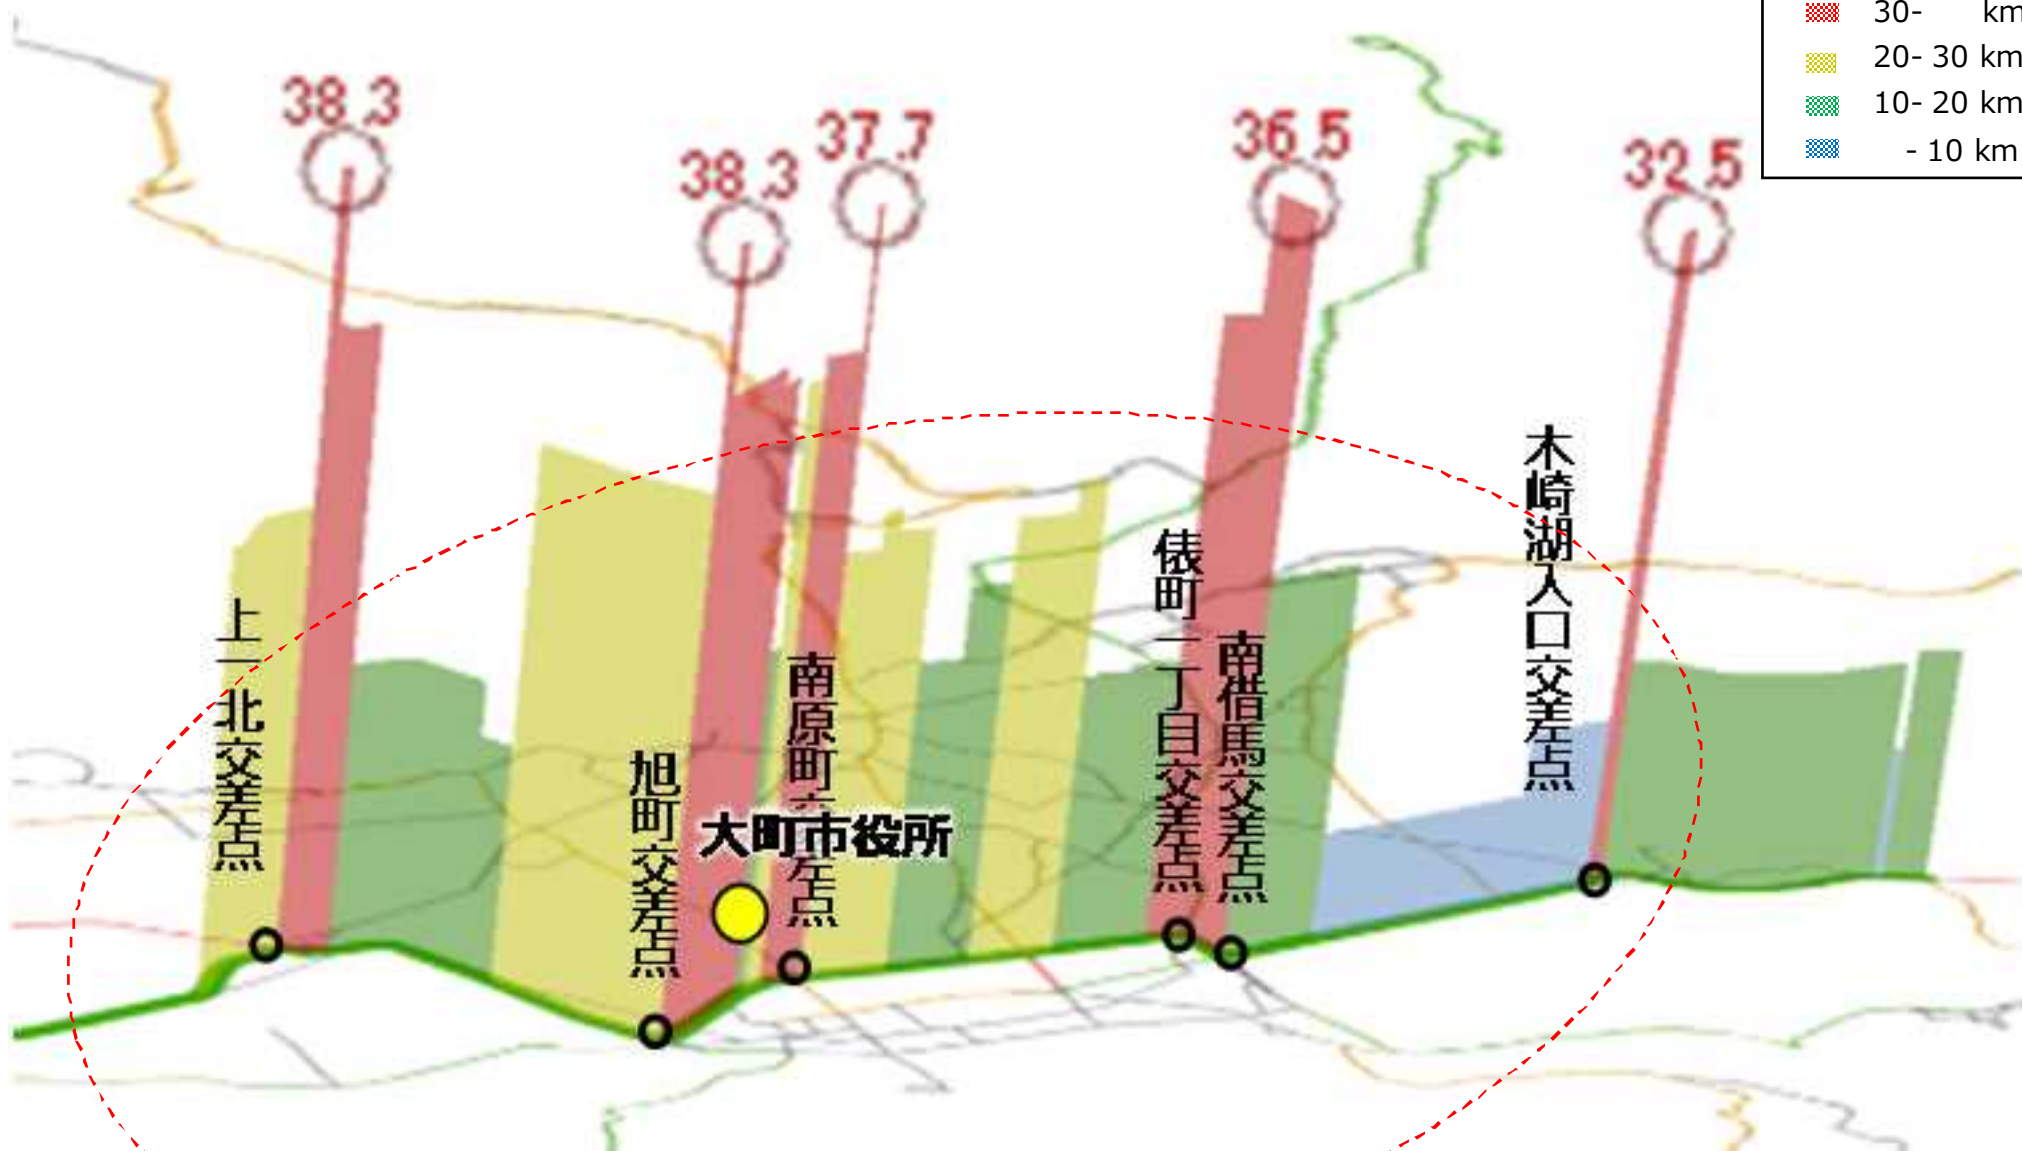 30- km
20- 30 km
10- 20 km
- 10 km
38.3
38.3
37.7
36.5
32.5
上一北交差点
旭町交差点
南原町交差点
大町市役所
俵町一丁目交差点
南借馬交差点
木崎湖入口交差点